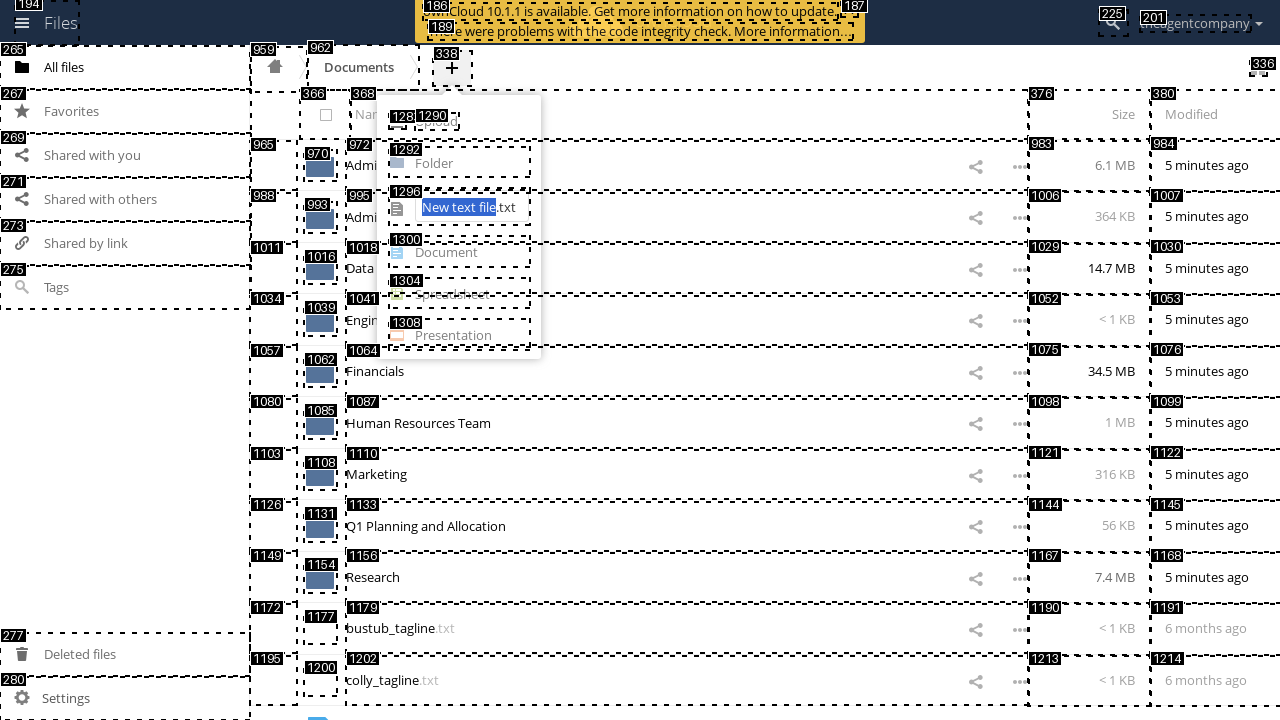 194
Files
186
ownCloud 10.1.1 is available. Get more information on how to update.
187
189
There were problems with the code integrity check. More information…
225
201
theagentcompany
265
All files
959
962
Documents
338
+
336
267
Favorites
366
368
376
Size
380
Modified
128
1290
Upload
269
Shared with you
965
970
972
Admi
1292
Folder
983
6.1 MB
984
5 minutes ago
271
Shared with others
988
993
995
Admi
1296
New text file.txt
1006
364 KB
1007
5 minutes ago
273
Shared by link
1011
1016
1018
Data
1300
Document
1029
14.7 MB
1030
5 minutes ago
275
Tags
1034
1039
1041
Engin
1304
Spreadsheet
1052
< 1 KB
1053
5 minutes ago
1308
Presentation
1057
1062
1064
Financials
1075
34.5 MB
1076
5 minutes ago
1080
1085
1087
Human Resources Team
1098
1 MB
1099
5 minutes ago
1103
1108
1110
Marketing
1121
316 KB
1122
5 minutes ago
1126
1131
1133
Q1 Planning and Allocation
1144
56 KB
1145
5 minutes ago
1149
1154
1156
Research
1167
7.4 MB
1168
5 minutes ago
1172
1177
1179
bustub_tagline.txt
1190
< 1 KB
1191
6 months ago
277
Deleted files
1195
1200
1202
colly_tagline.txt
1213
< 1 KB
1214
6 months ago
280
Settings